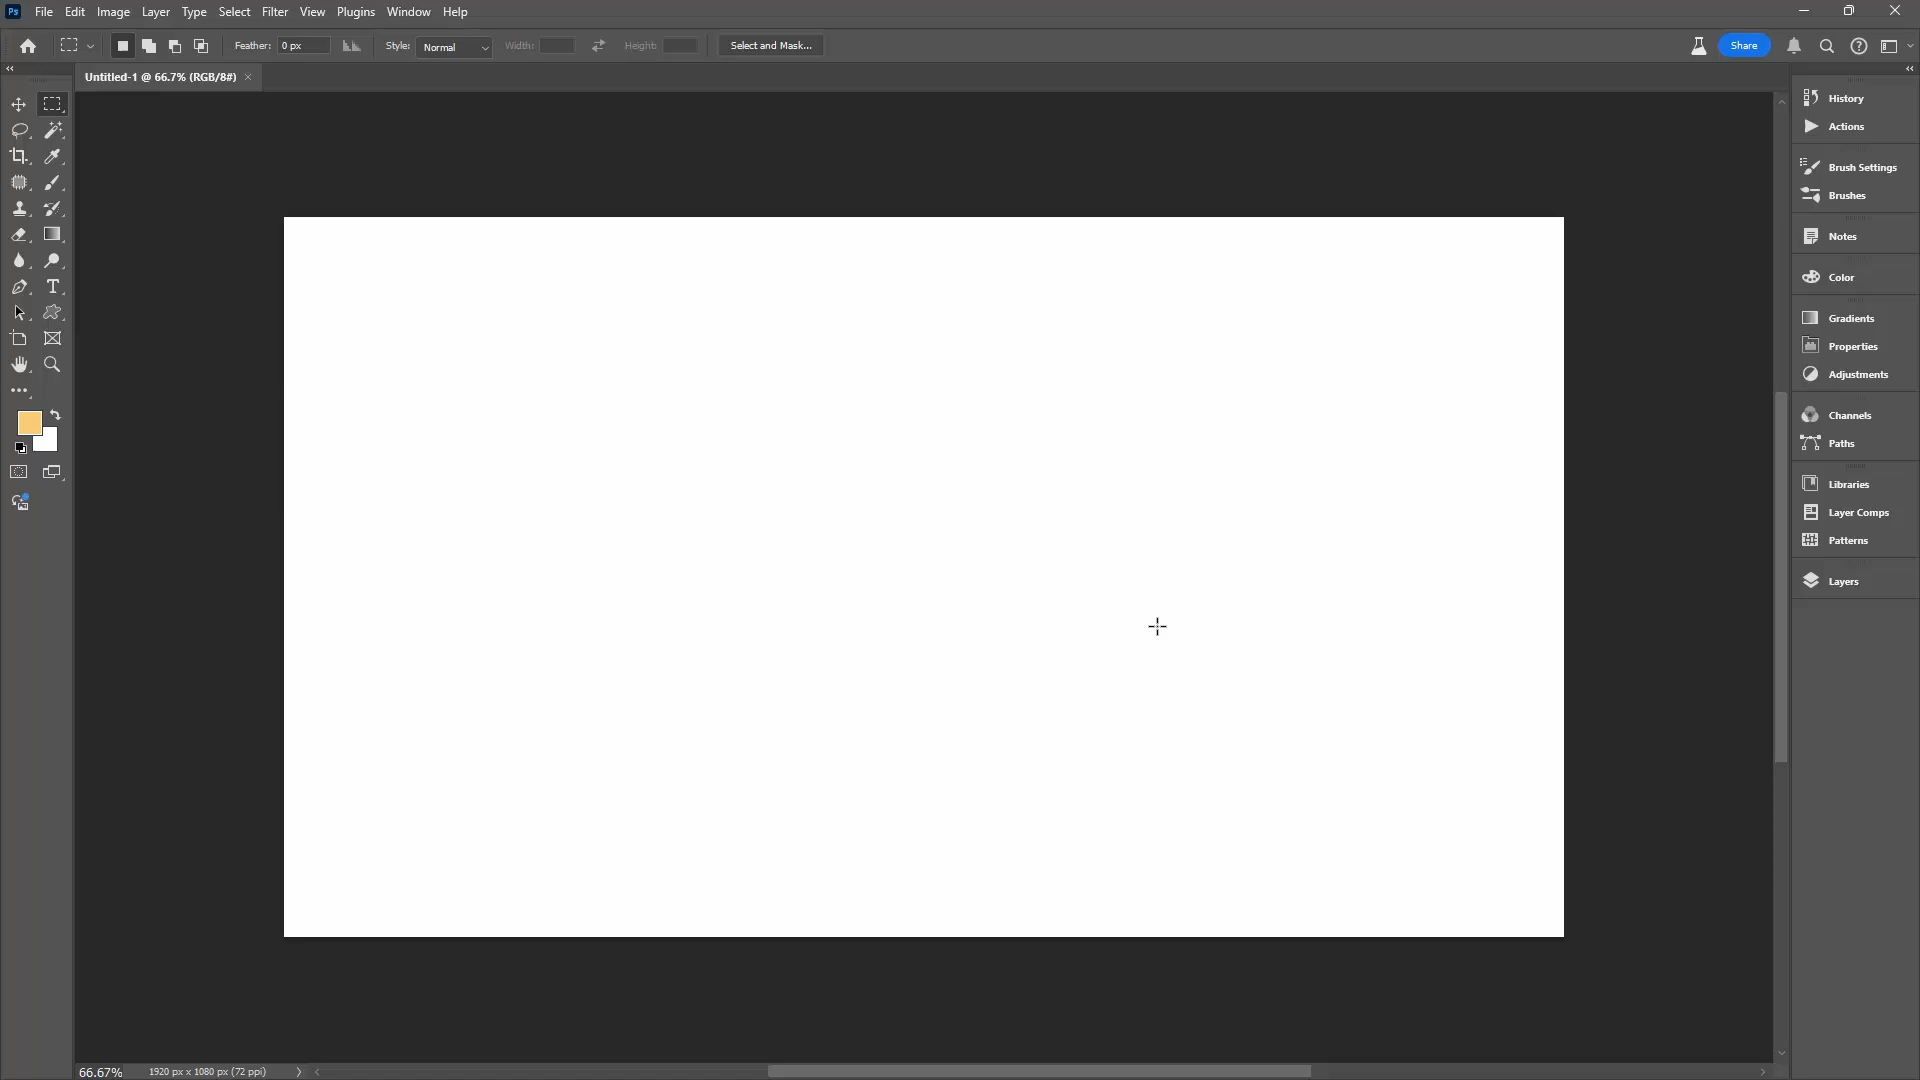 Ps File Edit Image Layer Type Select Filter View Plugins Window Help
Feather: 0 px Style: Normal Width: Height: Select and Mask... Share
Untitled-1 @ 66.7% (RGB/8#)
History
Actions
Brush Settings
Brushes
Notes
Color
Gradients
Properties
Adjustments
Channels
Paths
Libraries
Layer Comps
Patterns
Layers
66.67% 1920 px x 1080 px (72 ppi)